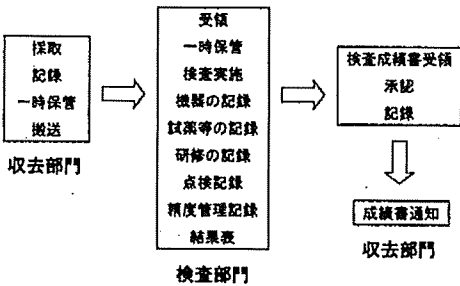 採取
記録
一時保管
搬送
収去部門
受領
一時保管
検査実施
機器の記録
試薬等の記録
研修の記録
点検記録
精度管理記録
結果表
検査部門
検査成績書受領
承認
記録
成績書通知
収去部門